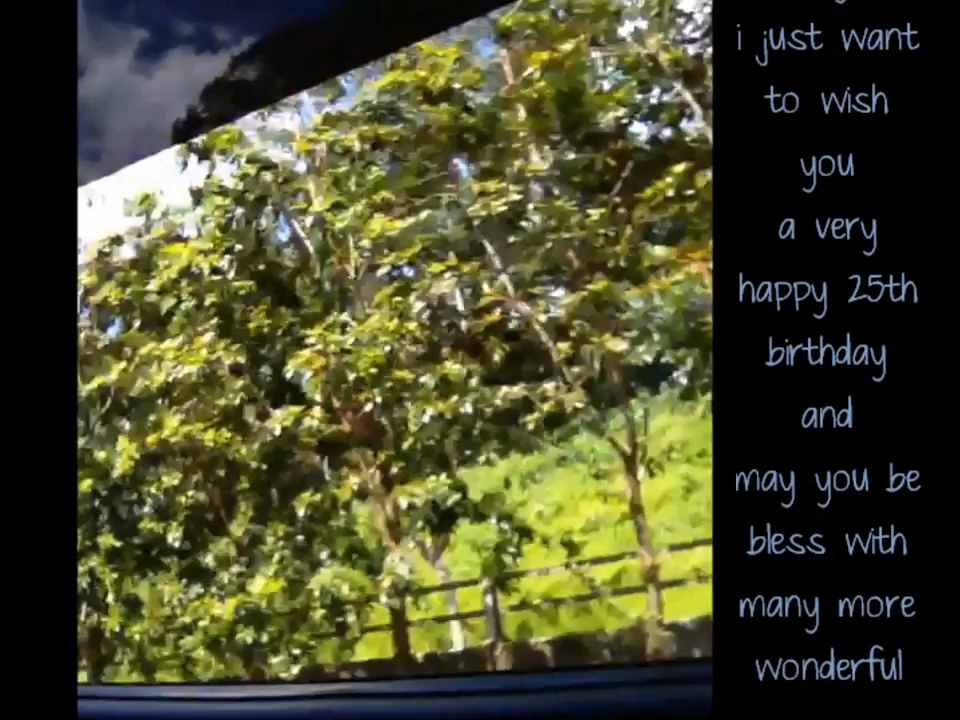 i just want
to wish
you
a very
happy 25th
birthday
and
may you be
bless with
many more
wonderful